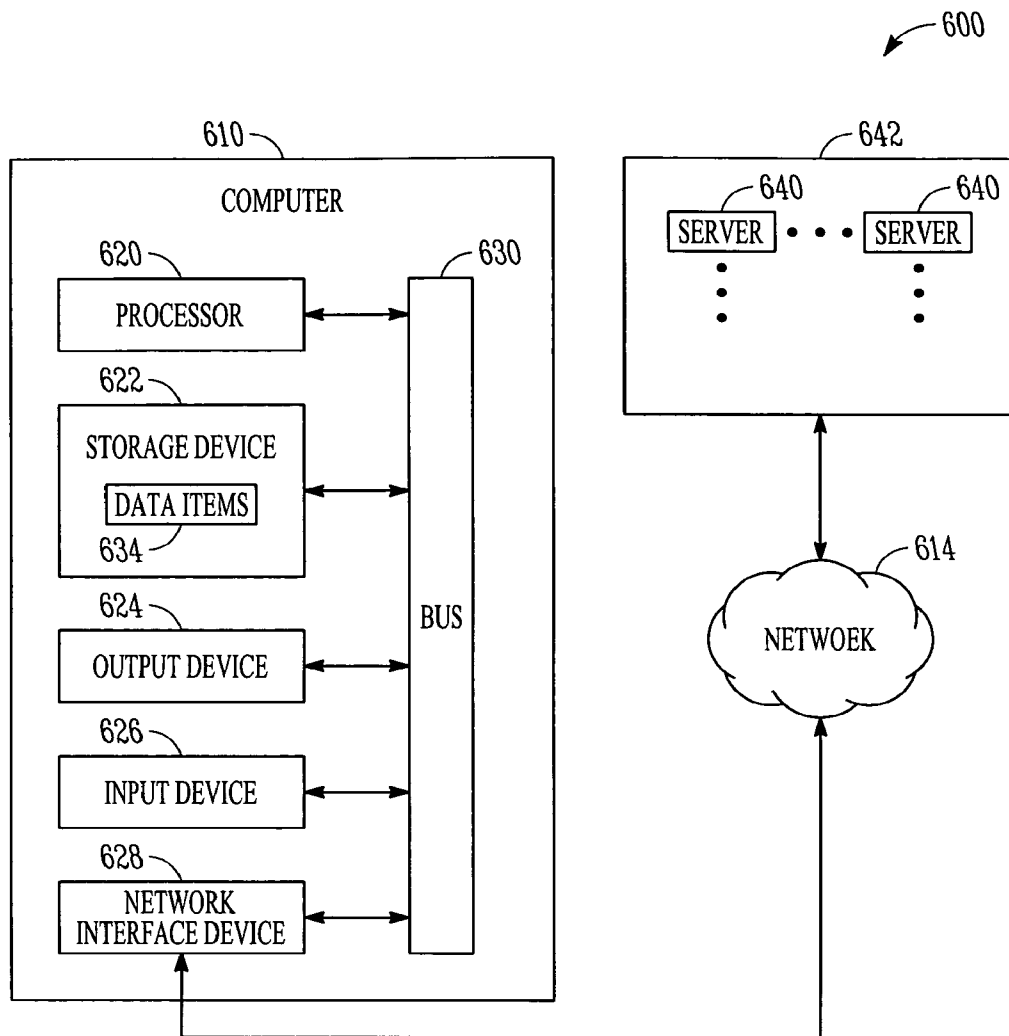 600
610
COMPUTER
620
PROCESSOR
622
STORAGE DEVICE
DATA ITEMS
634
624
OUTPUT DEVICE
626
INPUT DEVICE
628
NETWORK
INTERFACE DEVICE
630
BUS
642
640
640
SERVER
SERVER
614
NETWOEK